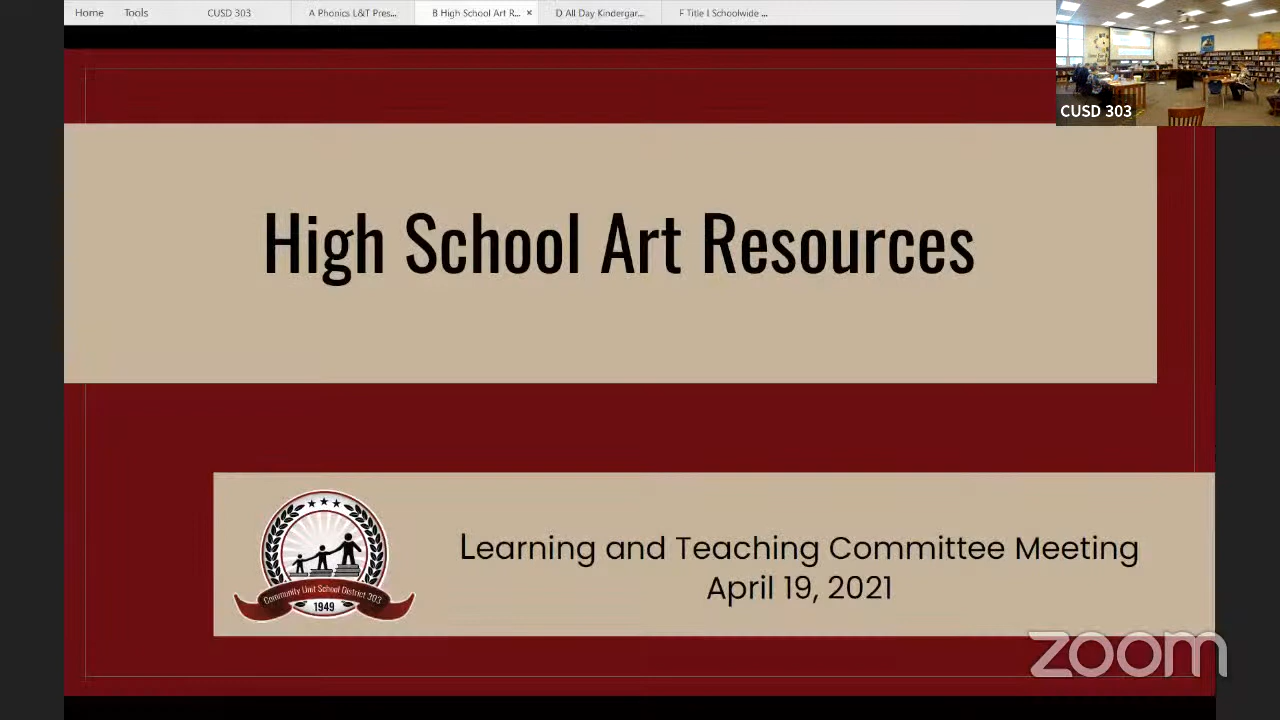 Home Tools CUSD 303 A Phonics L&T Pres... B High School Art R... × D All Day Kindergar... F Title I Schoolwide ...
CUSD 303
High School Art Resources
Community Unit School District 303
1949
Learning and Teaching Committee Meeting
April 19, 2021
zoom